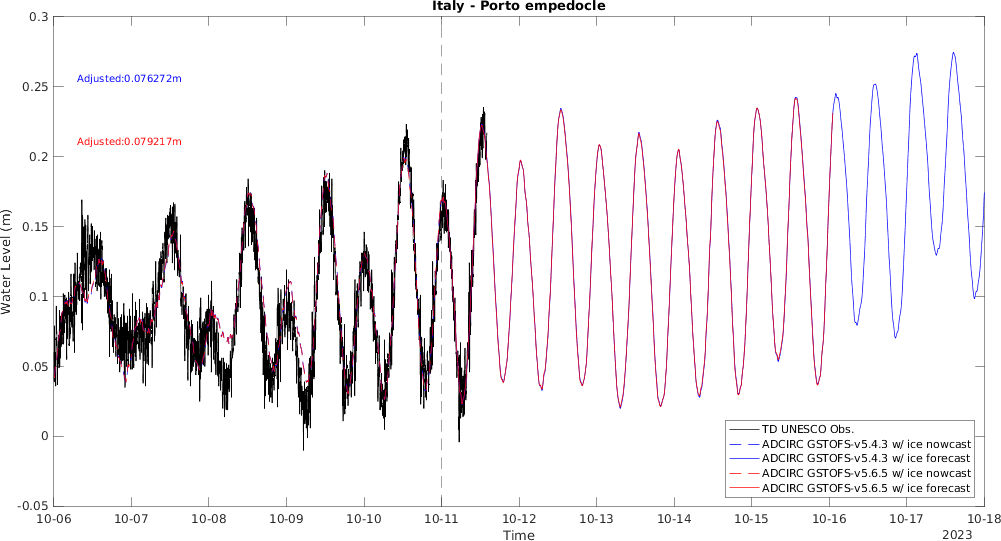 Italy - Porto empedocle
0.3
0.25
0.2
0.15
0.1
0.05
0
-0.05
Water Level (m)
Adjusted:0.076272m
Adjusted:0.079217m
TD UNESCO Obs.
ADCIRC GSTOFS-v5.4.3 w/ ice nowcast
ADCIRC GSTOFS-v5.4.3 w/ ice forecast
ADCIRC GSTOFS-v5.6.5 w/ ice nowcast
ADCIRC GSTOFS-v5.6.5 w/ ice forecast
10-06 10-07 10-08 10-09 10-10 10-11 10-12 10-13 10-14 10-15 10-16 10-17 10-18
Time
2023